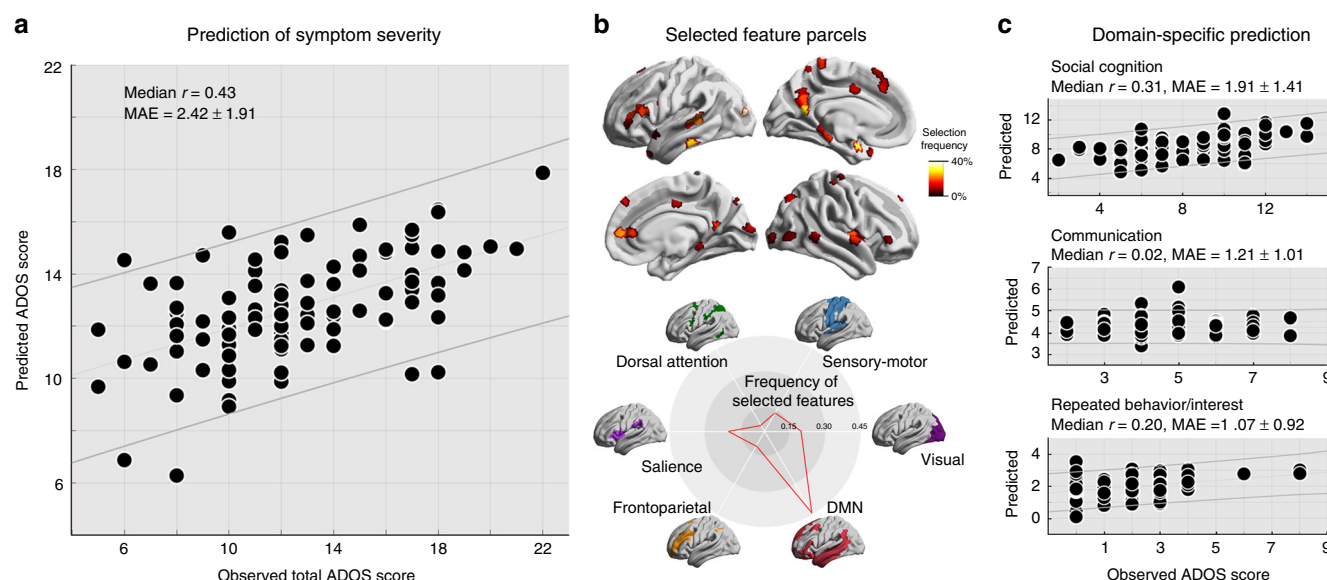 a
Prediction of symptom severity
Median r = 0.43
MAE = 2.42 ± 1.91
Predicted ADOS score
22
18
14
10
6
6
10
14
18
22
Observed total ADOS score
b
Selected feature parcels
Selection
frequency
40%
0%
Dorsal attention
Sensory-motor
Frequency of
selected features
0.15
0.30
0.45
Salience
Visual
Frontoparietal
DMN
c
Domain-specific prediction
Social cognition
Median r = 0.31, MAE = 1.91 ± 1.41
Predicted
12
8
4
4
8
12
Communication
Median r = 0.02, MAE = 1.21 ± 1.01
Predicted
7
6
5
4
3
3
5
7
9
Repeated behavior/interest
Median r = 0.20, MAE =1 .07 ± 0.92
Predicted
4
2
0
1
3
5
7
9
Observed ADOS score